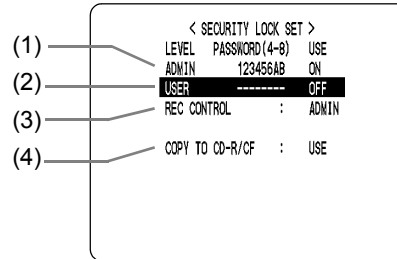 < SECURITY LOCK SET >
LEVEL PASSWORD(4-8) USE
(1) ADMIN 123456AB ON
(2) USER -------- OFF
(3) REC CONTROL : ADMIN
(4) COPY TO CD-R/CF : USE